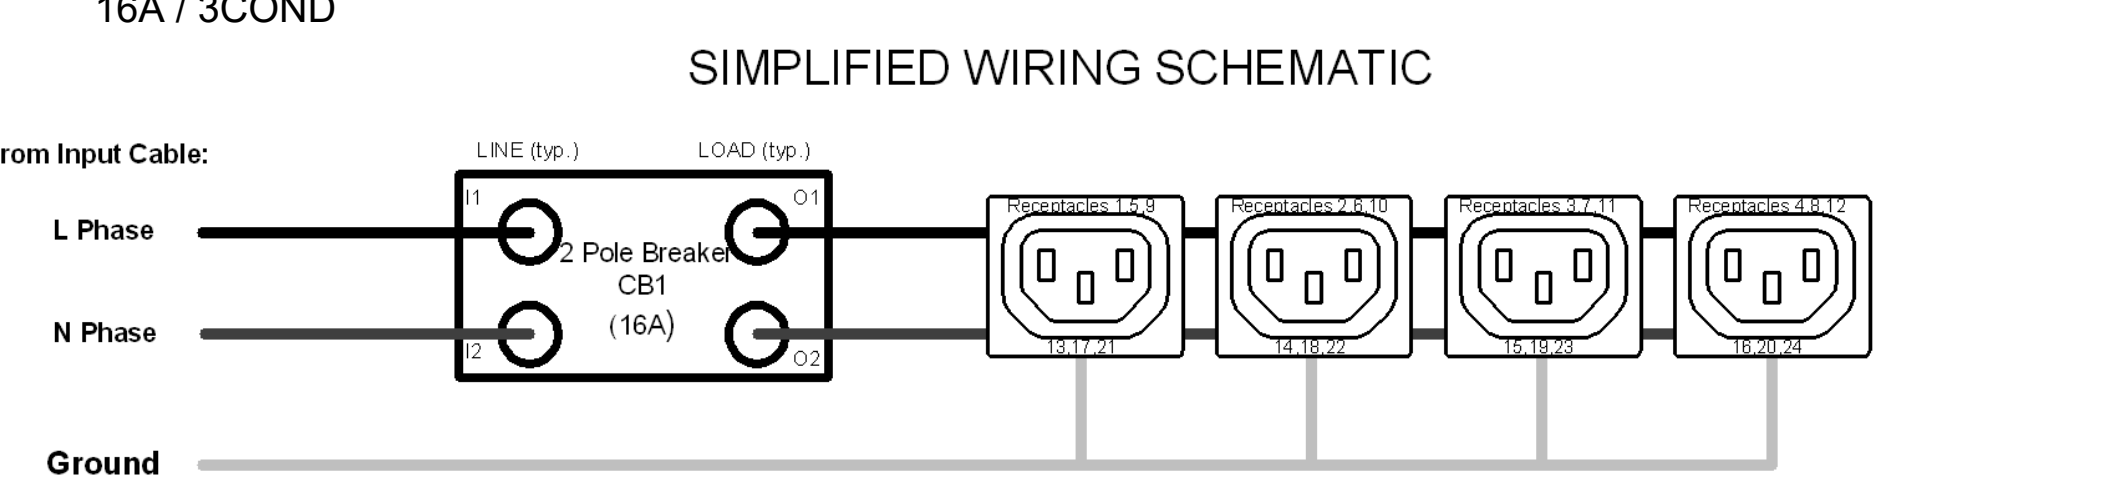 16A / 3COND
SIMPLIFIED WIRING SCHEMATIC
rom Input Cable:
LINE (typ.)
LOAD (typ.)
I1
O1
L Phase
2 Pole Breaker
CB1
(16A)
N Phase
I2
O2
Receptacles 1,5,9
13,17,21
Receptacles 2,6,10
14,18,22
Receptacles 3,7,11
15,19,23
Receptacles 4,8,12
16,20,24
Ground